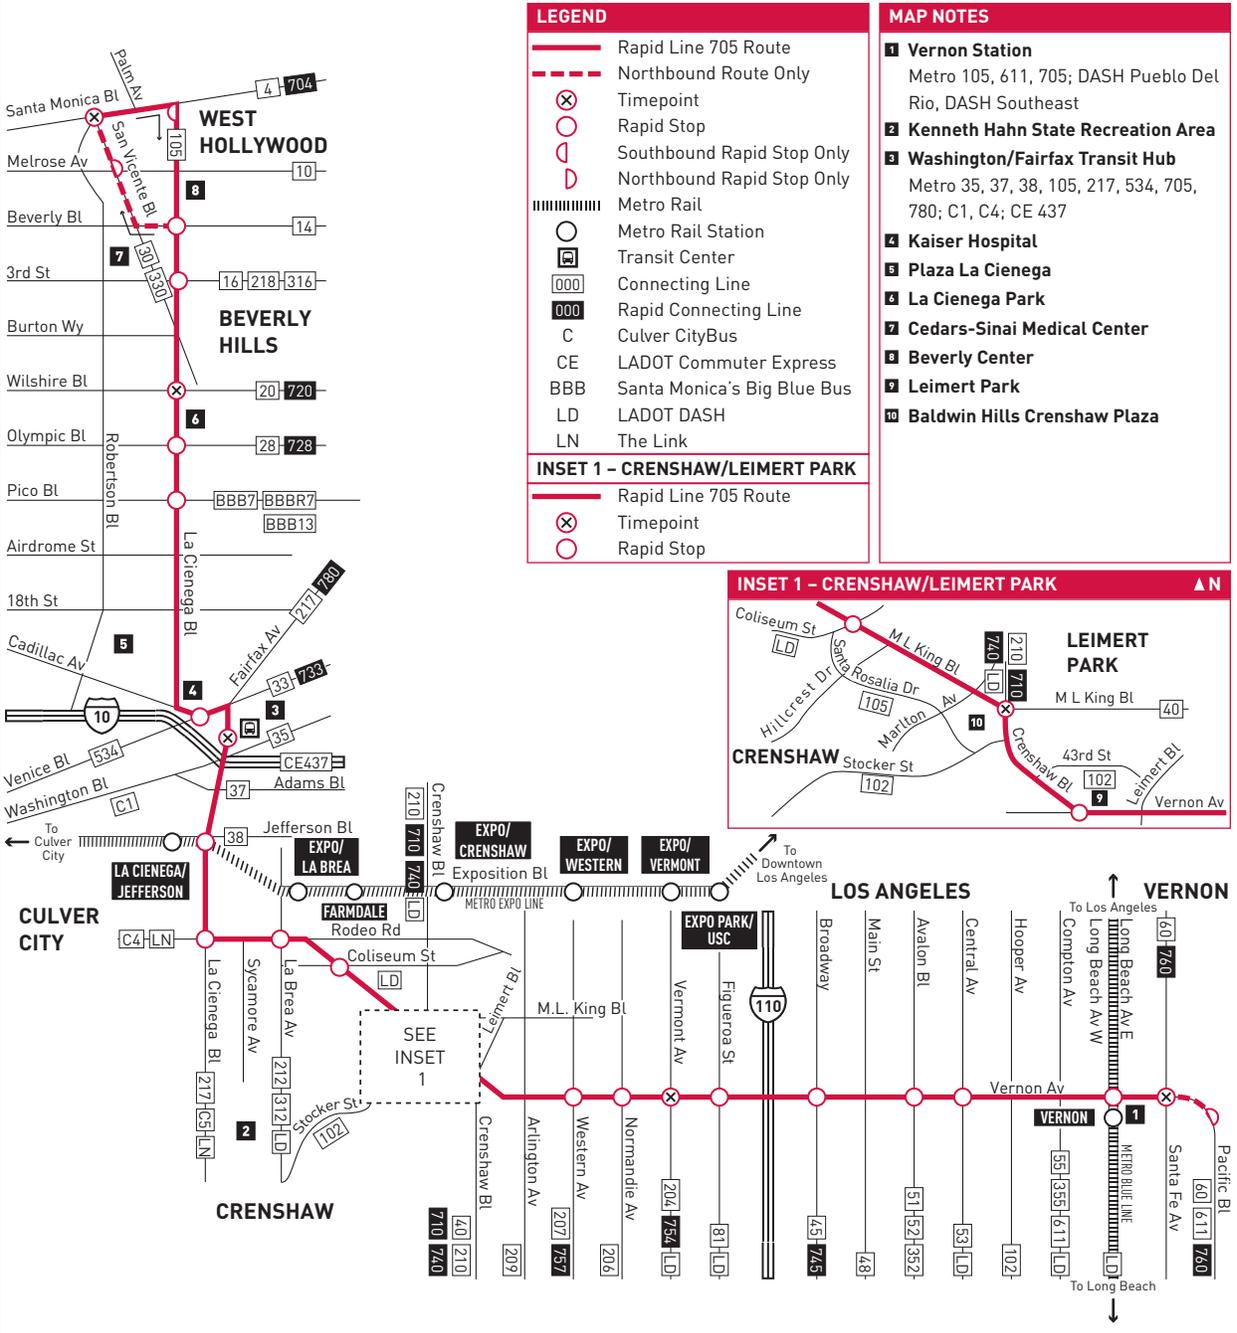 LEGEND
Rapid Line 705 Route
Northbound Route Only
Timepoint
Rapid Stop
Southbound Rapid Stop Only
Northbound Rapid Stop Only
Metro Rail
Metro Rail Station
Transit Center
000 Connecting Line
000 Rapid Connecting Line
C Culver CityBus
CE LADOT Commuter Express
BBB Santa Monica's Big Blue Bus
LD LADOT DASH
LN The Link
INSET 1 – CRENSHAW/LEIMERT PARK
Rapid Line 705 Route
Timepoint
Rapid Stop
MAP NOTES
1 Vernon Station
Metro 105, 611, 705; DASH Pueblo Del
Rio, DASH Southeast
2 Kenneth Hahn State Recreation Area
3 Washington/Fairfax Transit Hub
Metro 35, 37, 38, 105, 217, 534, 705,
780; C1, C4; CE 437
4 Kaiser Hospital
5 Plaza La Cienega
6 La Cienega Park
7 Cedars-Sinai Medical Center
8 Beverly Center
9 Leimert Park
10 Baldwin Hills Crenshaw Plaza
Palm Av
4 704
Santa Monica Bl
WEST
HOLLYWOOD
San Vicente Bl
105
Melrose Av
10
8
Beverly Bl
14
7
30
330
3rd St
16 218 316
BEVERLY
HILLS
Burton Wy
Wilshire Bl
20 720
6
Olympic Bl
28 728
Robertson Bl
Pico Bl
BBB7 BBBR7
BBB13
La Cienega Bl
Airdrome St
18th St
217 780
Fairfax Av
5
Cadillac Av
4
33 733
3
10
35
Venice Bl
534
CE437
Washington Bl
C1
37
Adams Bl
To
Culver
City
38
Jefferson Bl
LA CIENEGA/
JEFFERSON
EXPO/
LA BREA
FARMDALE
210
710
740
LD
Crenshaw Bl
EXPO/
CRENSHAW
Exposition Bl
METRO EXPO LINE
EXPO/
WESTERN
EXPO/
VERMONT
EXPO PARK/
USC
To
Downtown
Los Angeles
CULVER
CITY
C4 LN
Rodeo Rd
Coliseum St
LD
La Cienega Bl
Sycamore Av
La Brea Av
217
C5
LN
2
212
312
LD
Stocker St
102
CRENSHAW
SEE
INSET
1
Leimert Bl
M.L. King Bl
INSET 1 – CRENSHAW/LEIMERT PARK
N
Coliseum St
LD
M L King Bl
740
LD
210
710
LEIMERT
PARK
Santa Rosalia Dr
105
Hillcrest Dr
Marlton Av
10
M L King Bl
40
CRENSHAW
Stocker St
102
Crenshaw Bl
43rd St
102
9
Leimert Bl
Vernon Av
LOS ANGELES
VERNON
To Los Angeles
Vermont Av
Figueroa St
110
Broadway
Main St
Avalon Bl
Central Av
Hooper Av
Compton Av
Long Beach Av W
Long Beach Av E
60
760
Vernon Av
VERNON
1
Crenshaw Bl
710
740
40
210
Arlington Av
209
Western Av
207
757
Normandie Av
206
204
754
LD
81
LD
45
745
48
51
52
352
53
LD
102
55
355
611
LD
METRO BLUE LINE
LD
Santa Fe Av
Pacific Bl
60
611
760
To Long Beach